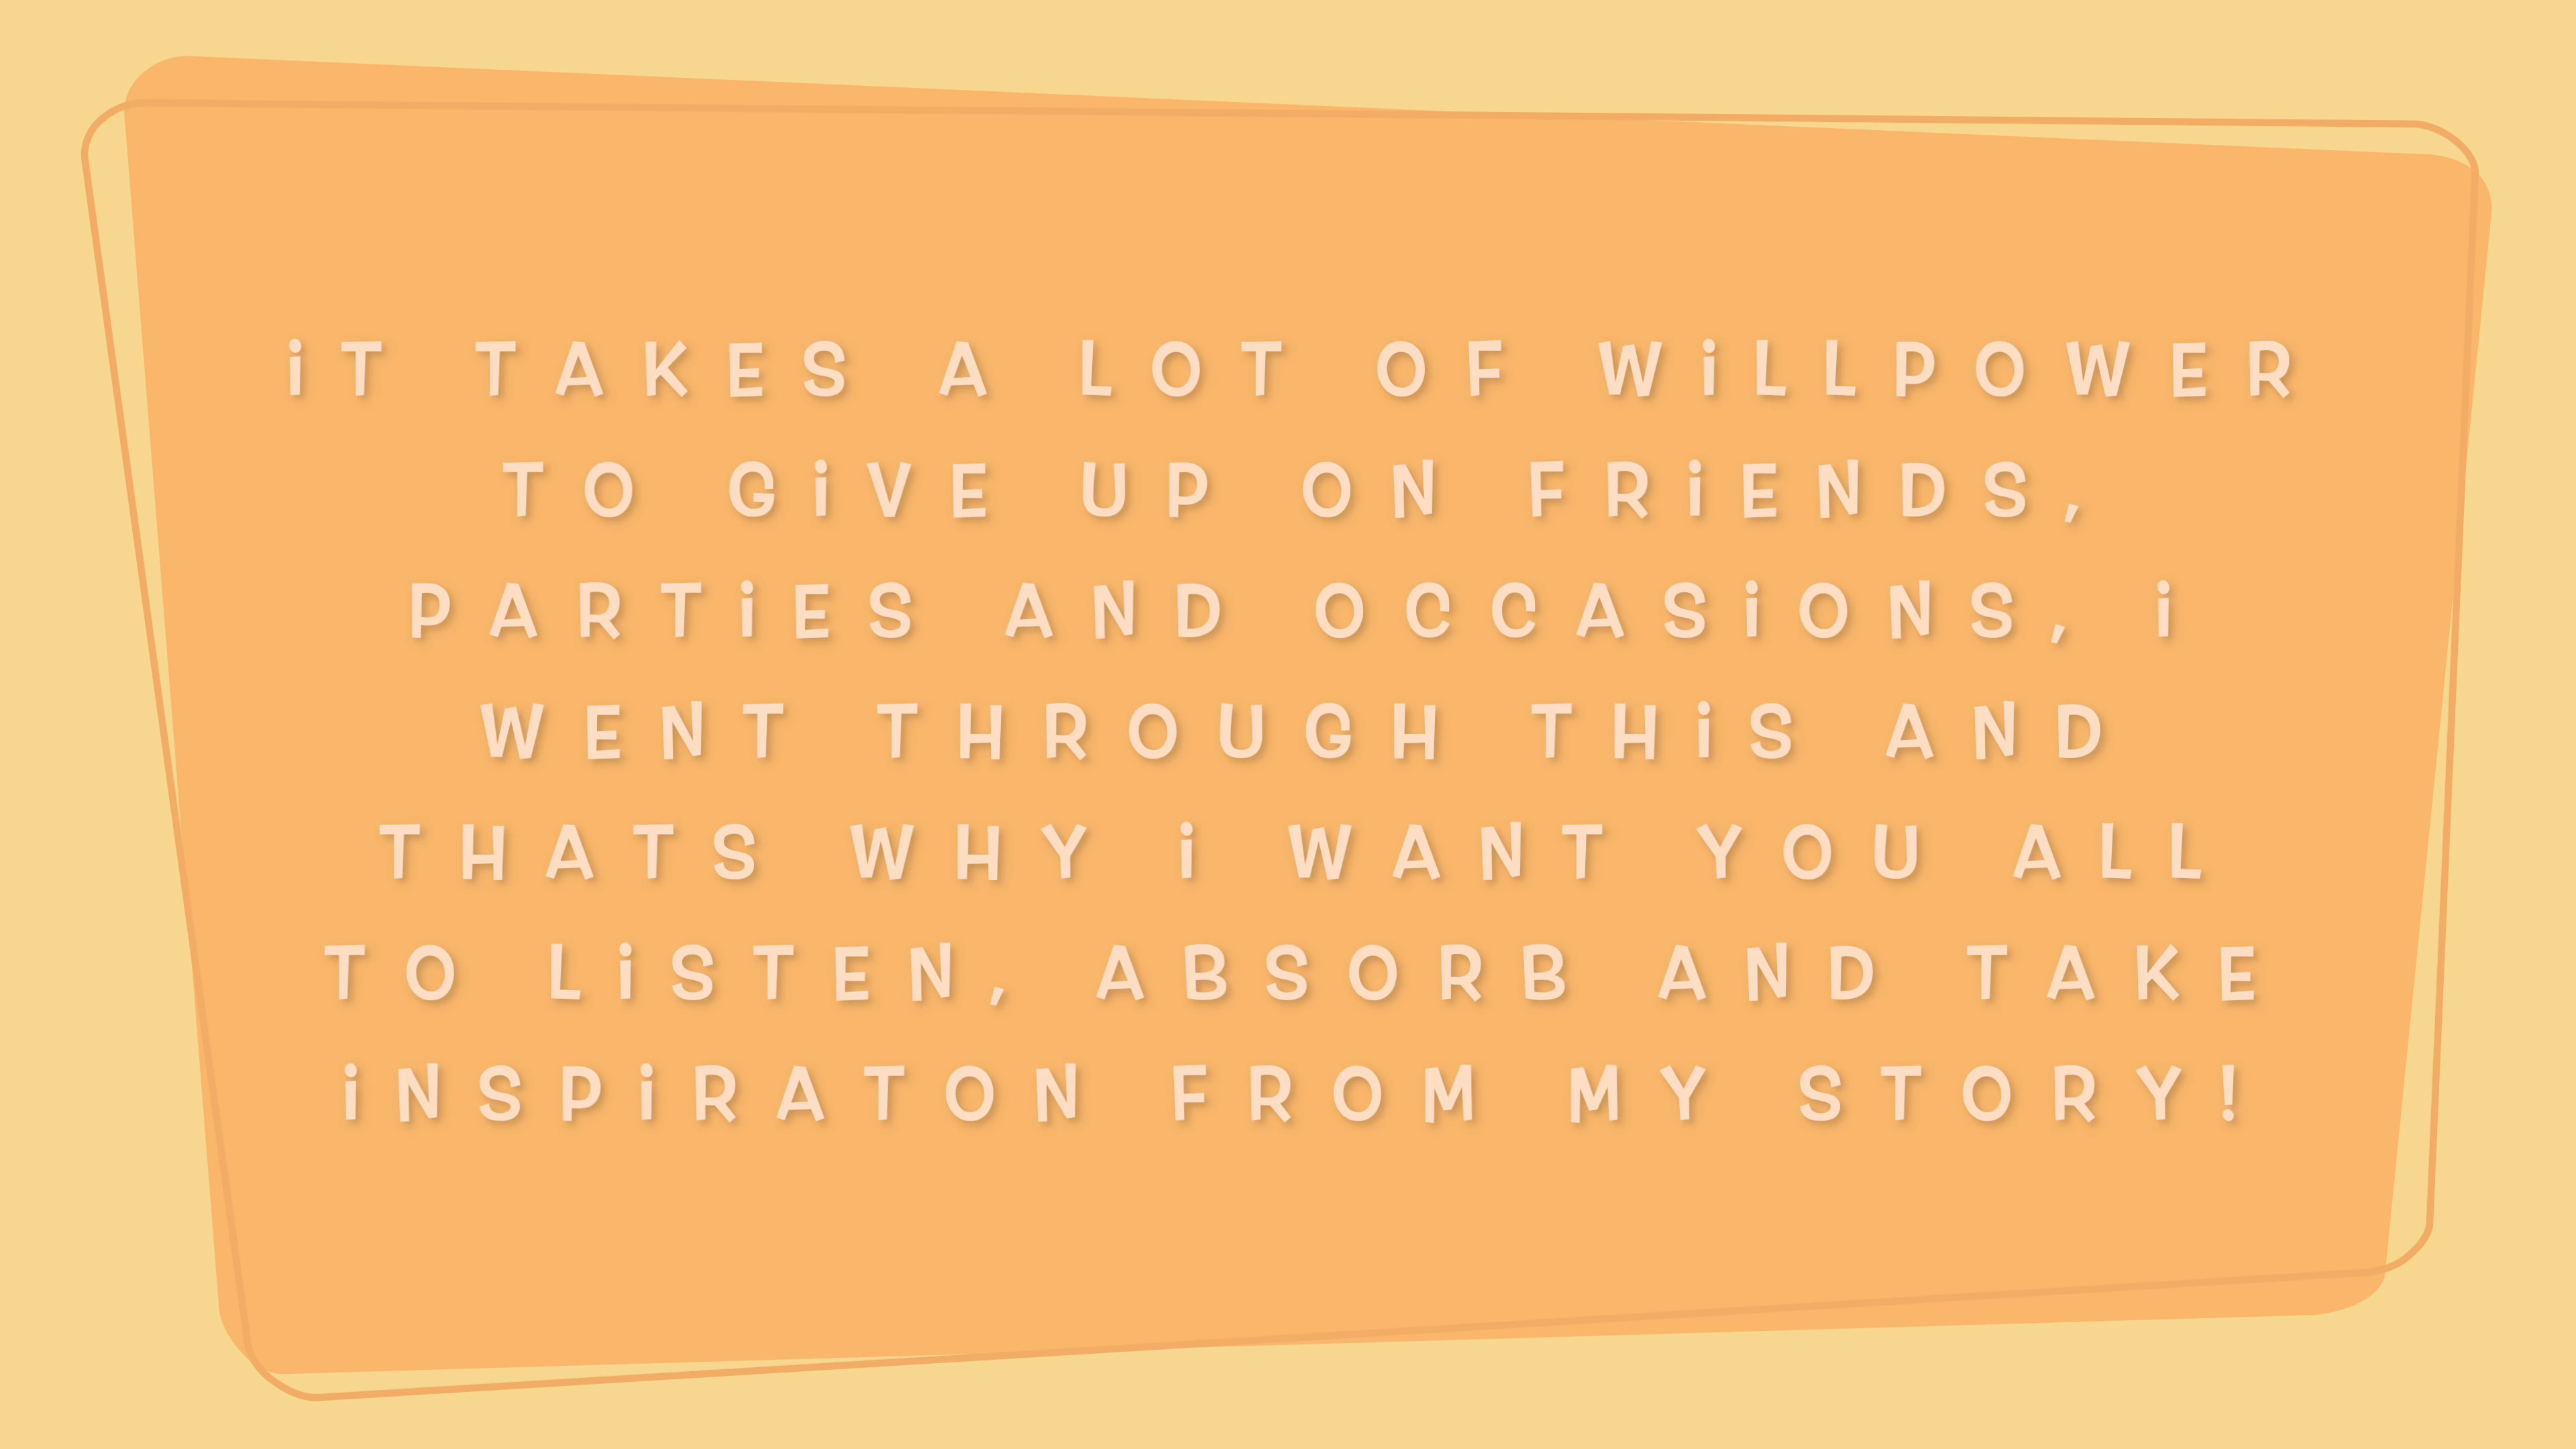 iT TAKES A LOT OF WiLLPOWER
TO GiVE UP ON FRiENDS,
PARTiES AND OCCASiONS, i
WENT THROUGH THiS AND
THATS WHY i WANT YOU ALL
TO LiSTEN, ABSORB AND TAKE
iNSPiRATON FROM MY STORY!